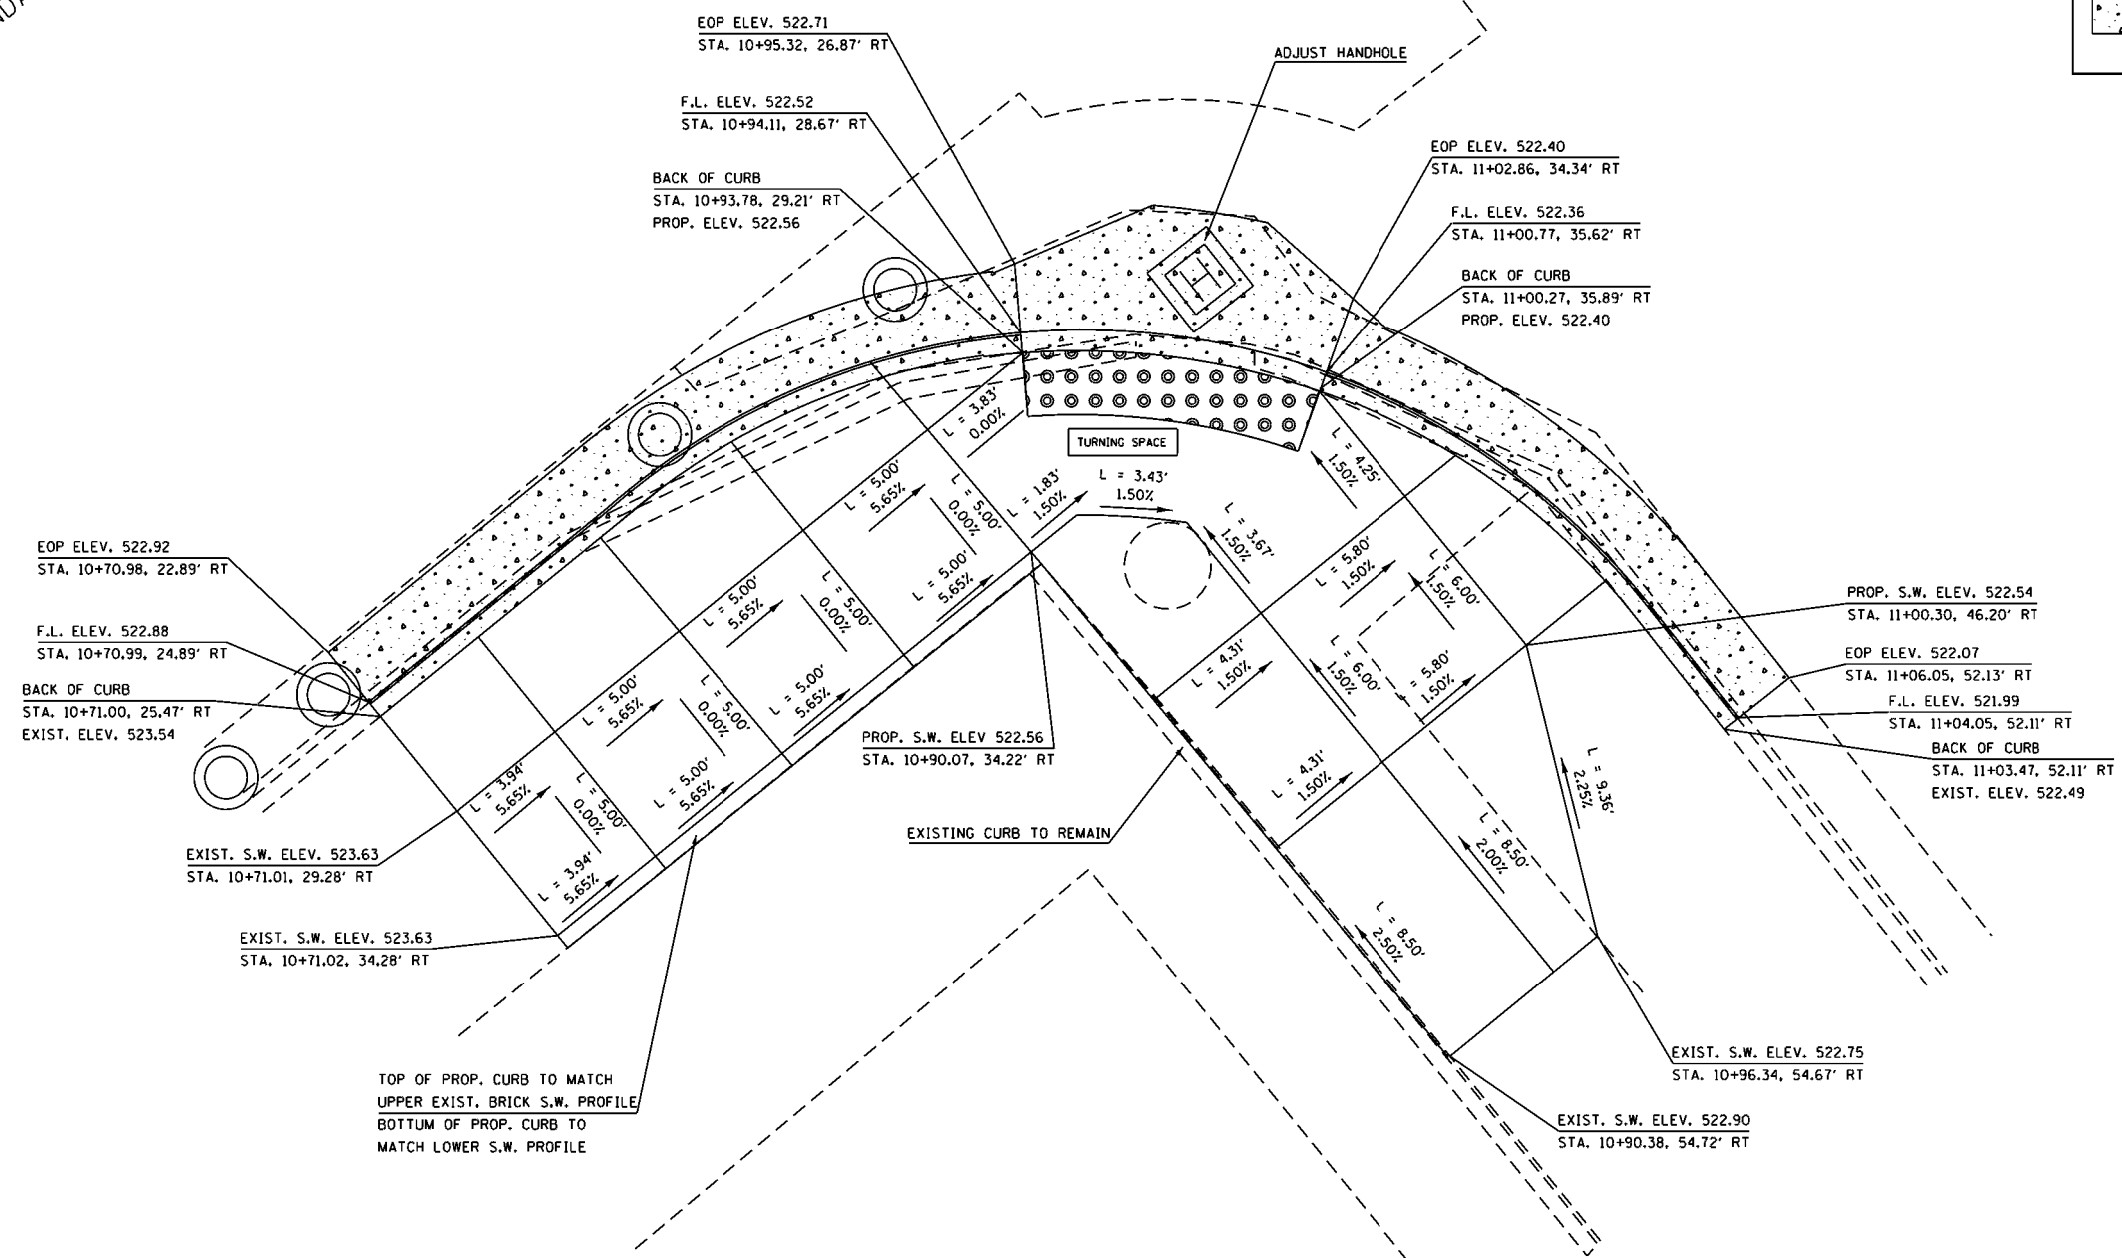 EOP ELEV. 522.71
STA. 10+95.32, 26.87' RT
F.L. ELEV. 522.52
STA. 10+94.11, 28.67' RT
BACK OF CURB
STA. 10+93.78, 29.21' RT
PROP. ELEV. 522.56
ADJUST HANDHOLE
H
EOP ELEV. 522.40
STA. 11+02.86, 34.34' RT
F.L. ELEV. 522.36
STA. 11+00.77, 35.62' RT
BACK OF CURB
STA. 11+00.27, 35.89' RT
PROP. ELEV. 522.40
EOP ELEV. 522.92
STA. 10+70.98, 22.89' RT
F.L. ELEV. 522.88
STA. 10+70.99, 24.89' RT
BACK OF CURB
STA. 10+71.00, 25.47' RT
EXIST. ELEV. 523.54
EXIST. S.W. ELEV. 523.63
STA. 10+71.01, 29.28' RT
EXIST. S.W. ELEV. 523.63
STA. 10+71.02, 34.28' RT
TOP OF PROP. CURB TO MATCH
UPPER EXIST. BRICK S.W. PROFILE
BOTTUM OF PROP. CURB TO
MATCH LOWER S.W. PROFILE
L = 3.94'
5.65%
L = 5.00'
0.00%
L = 3.94'
5.65%
L = 5.00'
5.65%
L = 5.00'
0.00%
L = 5.00'
5.65%
L = 5.00'
5.65%
L = 5.00'
0.00%
L = 5.00'
5.65%
L = 5.00'
5.65%
L = 5.00'
0.00%
L = 5.00'
5.65%
L = 3.83'
0.00%
TURNING SPACE
L = 1.83'
1.50%
L = 3.43'
1.50%
L = 4.25'
1.50%
L = 3.67'
1.50%
L = 5.80'
1.50%
L = 6.00'
1.50%
L = 4.31'
1.50%
L = 6.00'
1.50%
L = 5.80'
1.50%
L = 4.31'
1.50%
L = 9.36'
2.25%
L = 8.50'
2.00%
L = 8.50'
2.50%
PROP. S.W. ELEV 522.56
STA. 10+90.07, 34.22' RT
EXISTING CURB TO REMAIN
PROP. S.W. ELEV. 522.54
STA. 11+00.30, 46.20' RT
EOP ELEV. 522.07
STA. 11+06.05, 52.13' RT
F.L. ELEV. 521.99
STA. 11+04.05, 52.11' RT
BACK OF CURB
STA. 11+03.47, 52.11' RT
EXIST. ELEV. 522.49
EXIST. S.W. ELEV. 522.75
STA. 10+96.34, 54.67' RT
EXIST. S.W. ELEV. 522.90
STA. 10+90.38, 54.72' RT